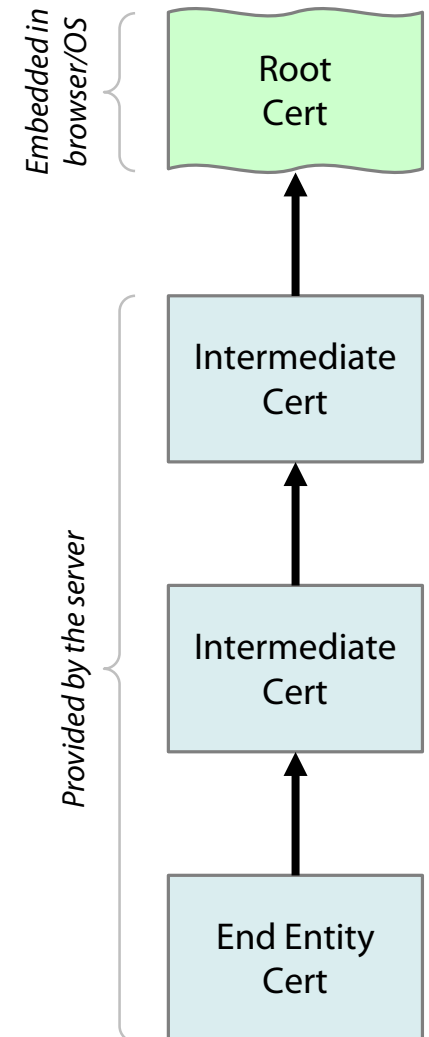 Embedded in
browser/OS
Root
Cert
Intermediate
Cert
Provided by the server
Intermediate
Cert
End Entity
Cert